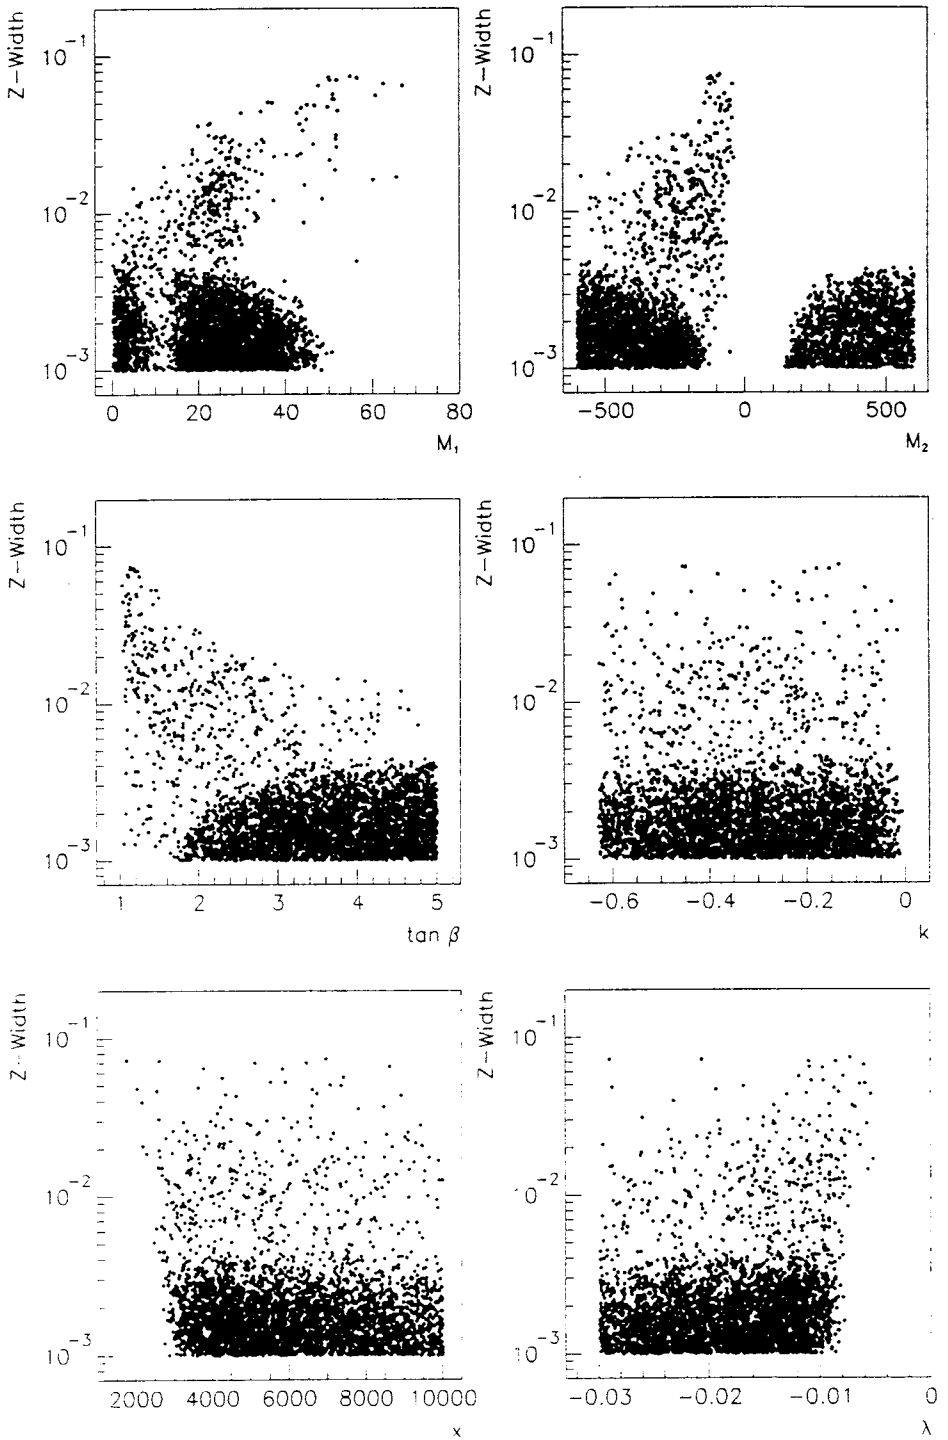 Z-Width
10⁻¹
10⁻²
10⁻³
0 20 40 60 80
M₁
Z-Width
10⁻¹
10⁻²
10⁻³
-500 0 500
M₂
Z-Width
10⁻¹
10⁻²
10⁻³
1 2 3 4 5
tan β
Z-Width
10⁻¹
10⁻²
10⁻³
-0.6 -0.4 -0.2 0
k
Z-Width
10⁻¹
10⁻²
10⁻³
2000 4000 6000 8000 10000
x
Z-Width
10⁻¹
10⁻²
10⁻³
-0.03 -0.02 -0.01 0
λ